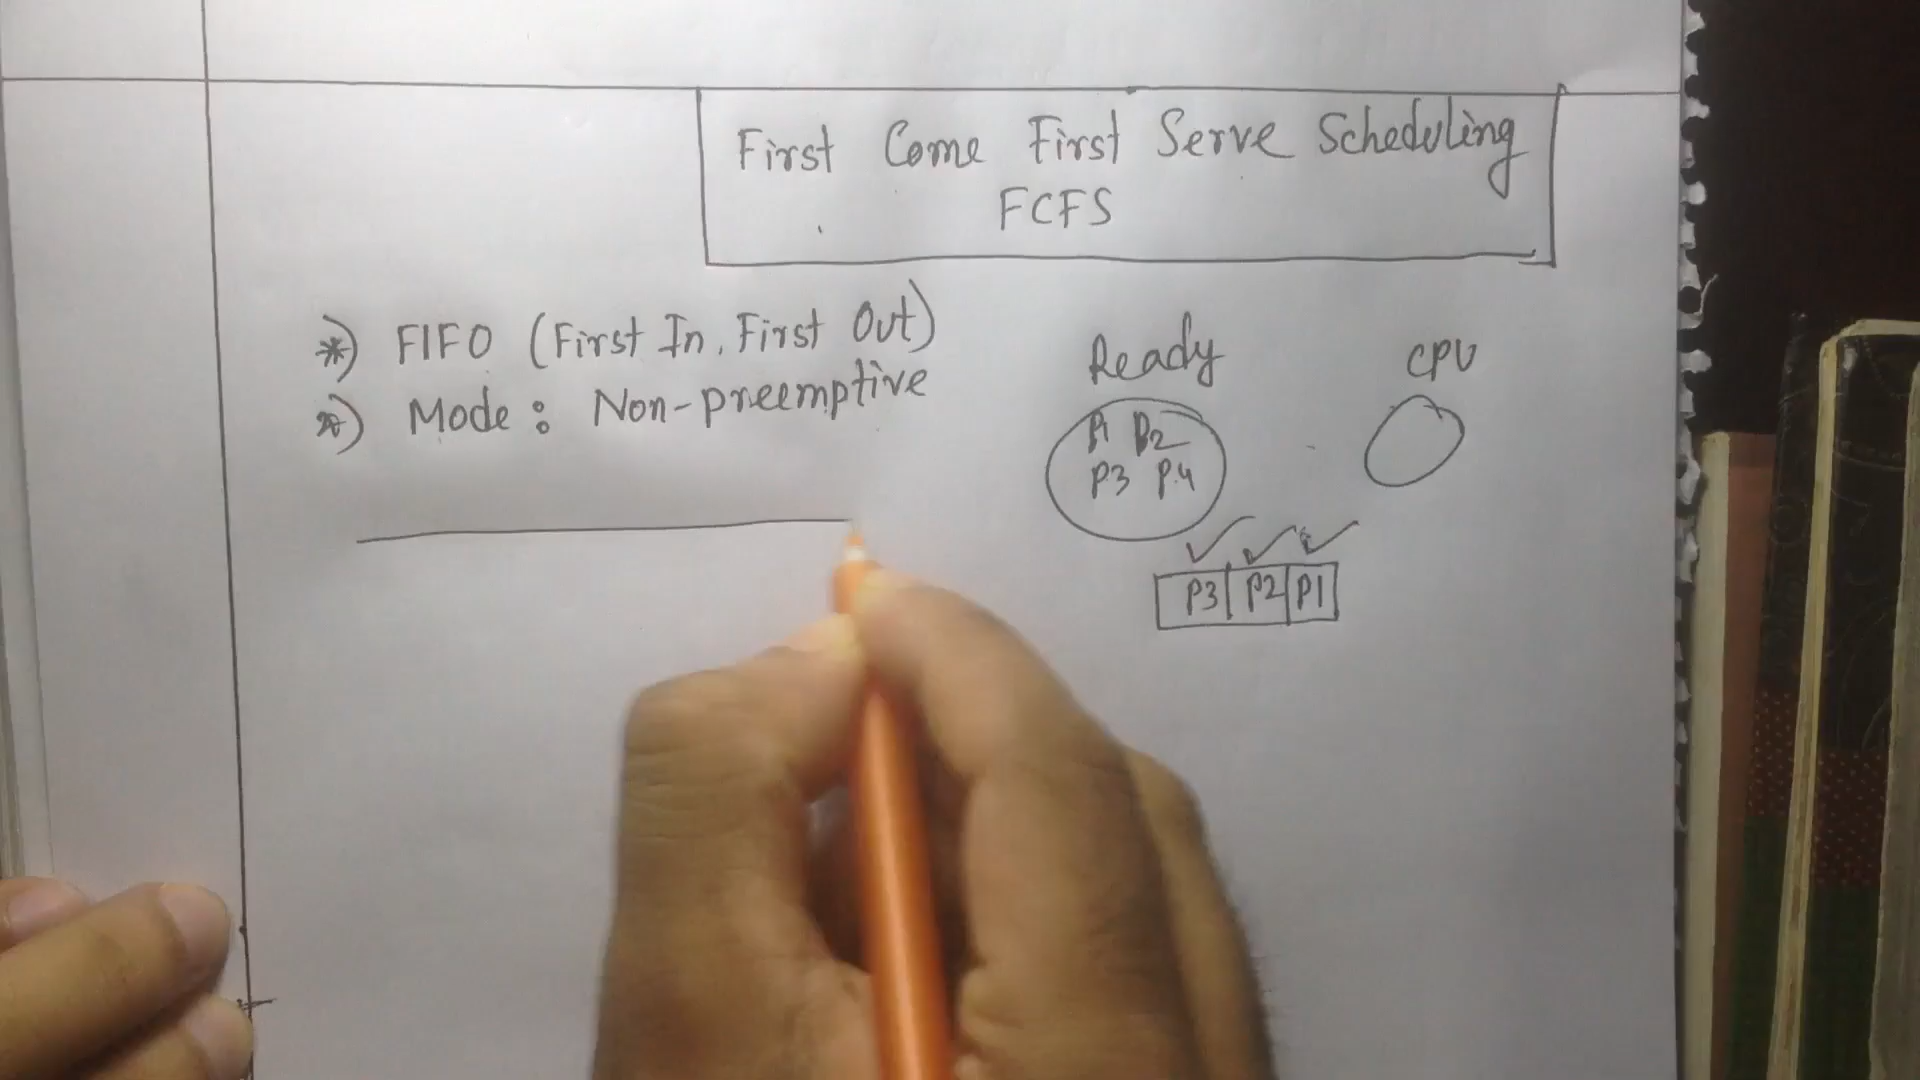 First Come First Serve Scheduling
FCFS
*) FIFO (First In, First Out)
*) Mode: Non-preemptive
Ready
CPU
P1 P2
P3 P4
P3 P2 P1